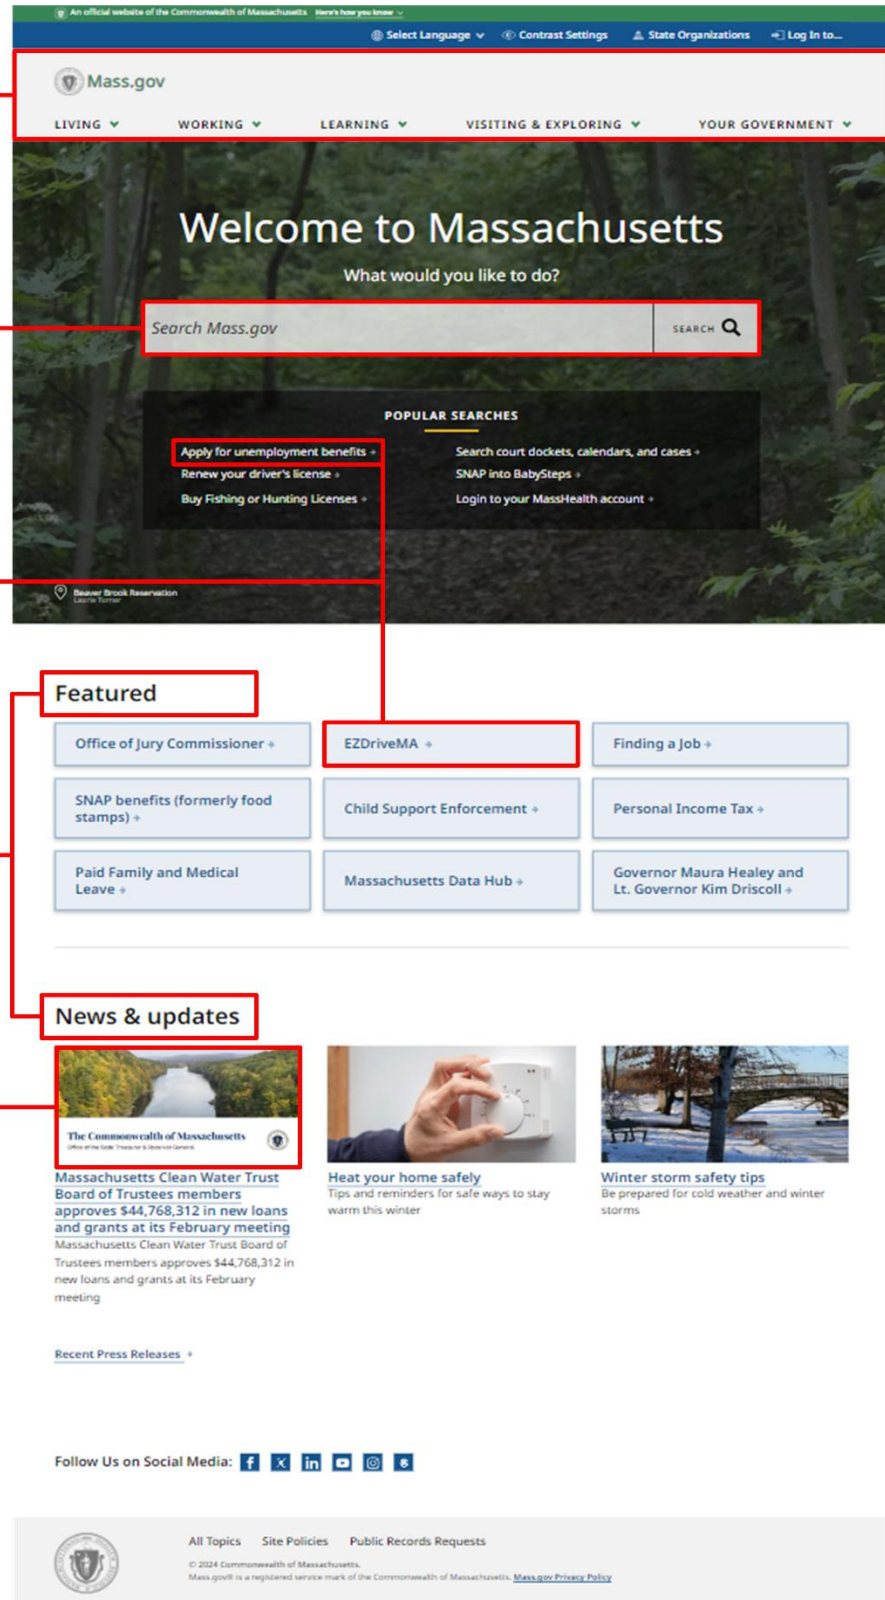 An official website of the Commonwealth of Massachusetts Here's how you know
Select Language Contrast Settings State Organizations Log In to...
Mass.gov
LIVING WORKING LEARNING VISITING & EXPLORING YOUR GOVERNMENT
Welcome to Massachusetts
What would you like to do?
Search Mass.gov SEARCH
POPULAR SEARCHES
Apply for unemployment benefits
Search court dockets, calendars, and cases
Renew your driver's license
SNAP into BabySteps
Buy Fishing or Hunting Licenses
Login to your MassHealth account
Beaver Brook Reservation
Laurie Turner
Featured
Office of Jury Commissioner
EZDriveMA
Finding a Job
SNAP benefits (formerly food
stamps)
Child Support Enforcement
Personal Income Tax
Paid Family and Medical
Leave
Massachusetts Data Hub
Governor Maura Healey and
Lt. Governor Kim Driscoll
News & updates
The Commonwealth of Massachusetts
Office of the State Treasurer & Receiver General
Massachusetts Clean Water Trust
Board of Trustees members
approves $44,768,312 in new loans
and grants at its February meeting
Massachusetts Clean Water Trust Board of
Trustees members approves $44,768,312 in
new loans and grants at its February
meeting
Heat your home safely
Tips and reminders for safe ways to stay
warm this winter
Winter storm safety tips
Be prepared for cold weather and winter
storms
Recent Press Releases
Follow Us on Social Media:
All Topics Site Policies Public Records Requests
© 2024 Commonwealth of Massachusetts.
Mass.gov® is a registered service mark of the Commonwealth of Massachusetts. Mass.gov Privacy Policy